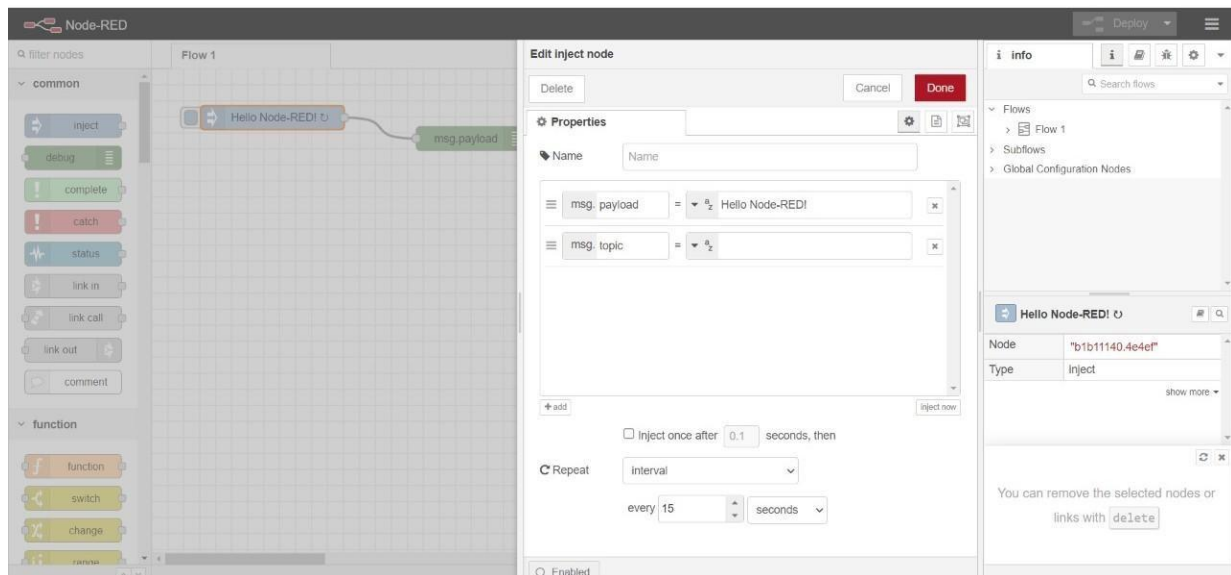 Node-RED
Deploy
filter nodes
common
inject
debug
complete
catch
status
link in
link call
link out
comment
function
function
switch
change
range
Flow 1
Hello Node-RED! ↻
msg.payload
Edit inject node
Delete
Cancel
Done
Properties
Name
Name
msg. payload = a z Hello Node-RED!
msg. topic = a z
+ add
inject now
Inject once after 0.1 seconds, then
Repeat
interval
every 15 seconds
Enabled
i info
i
Search flows
Flows
Flow 1
Subflows
Global Configuration Nodes
Hello Node-RED! ↻
Node "b1b11140.4e4ef"
Type Inject
show more
You can remove the selected nodes or
links with delete